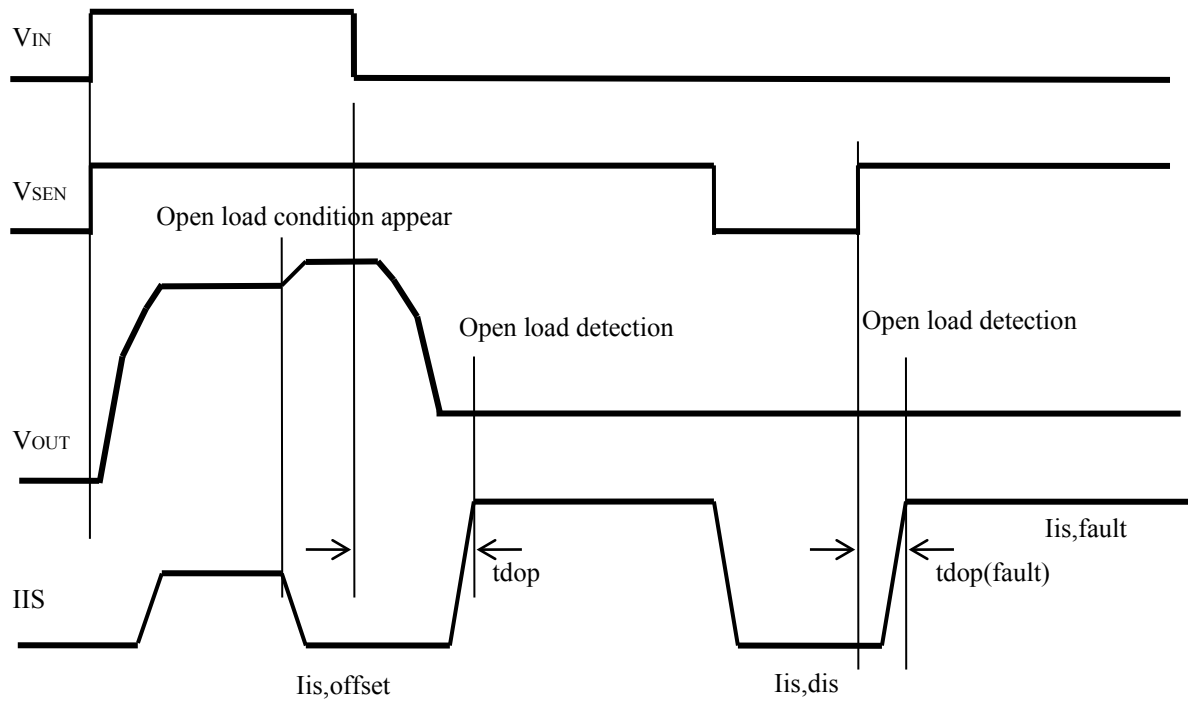 VIN
VSEN
Open load condition appear
Open load detection
Open load detection
VOUT
Iis,fault
tdop
tdop(fault)
IIS
Iis,offset
Iis,dis